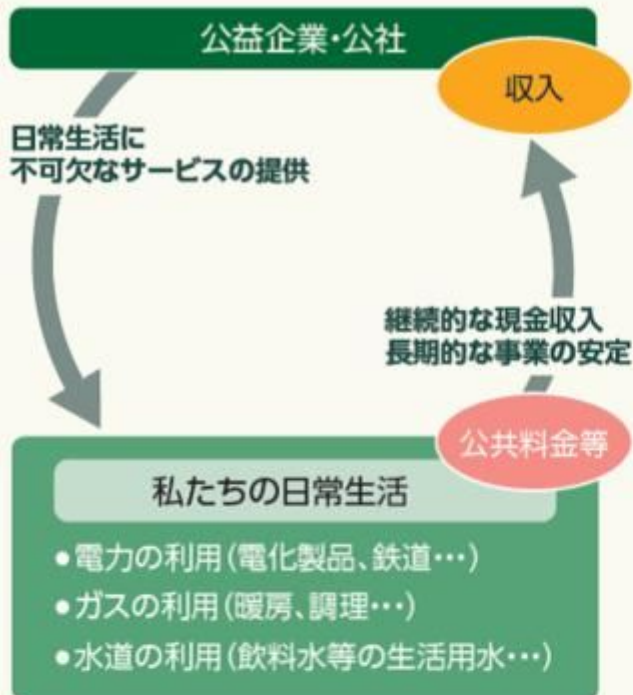 公益企業・公社
収入
日常生活に
不可欠なサービスの提供
継続的な現金収入
長期的な事業の安定
公共料金等
私たちの日常生活
●電力の利用(電化製品、鉄道・・・)
●ガスの利用(暖房、調理・・・)
●水道の利用(飲料水等の生活用水・・・)